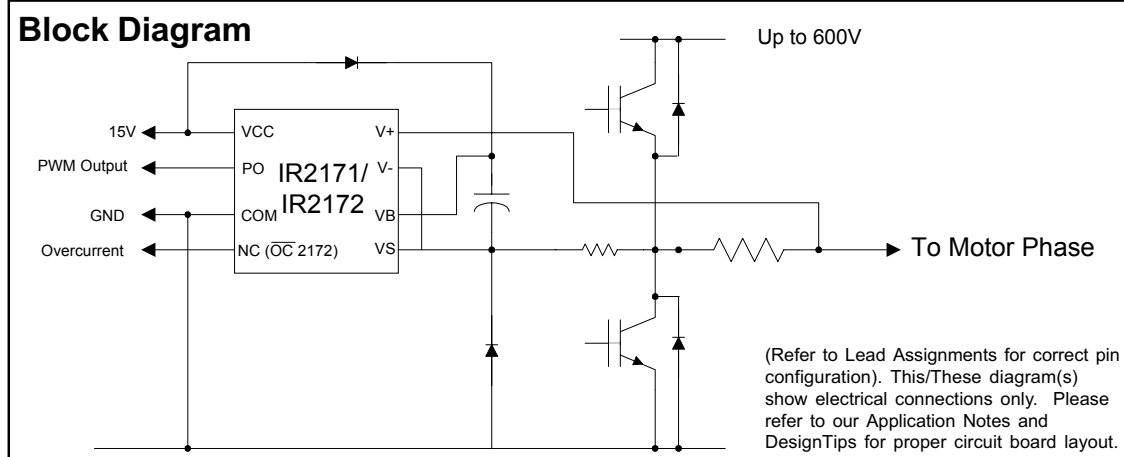 Block Diagram
Up to 600V
15V
VCC
V+
PWM Output
PO
IR2171/
IR2172
V-
GND
COM
VB
Overcurrent
NC (O̅C̅ 2172)
VS
To Motor Phase
(Refer to Lead Assignments for correct pin
configuration). This/These diagram(s)
show electrical connections only. Please
refer to our Application Notes and
DesignTips for proper circuit board layout.